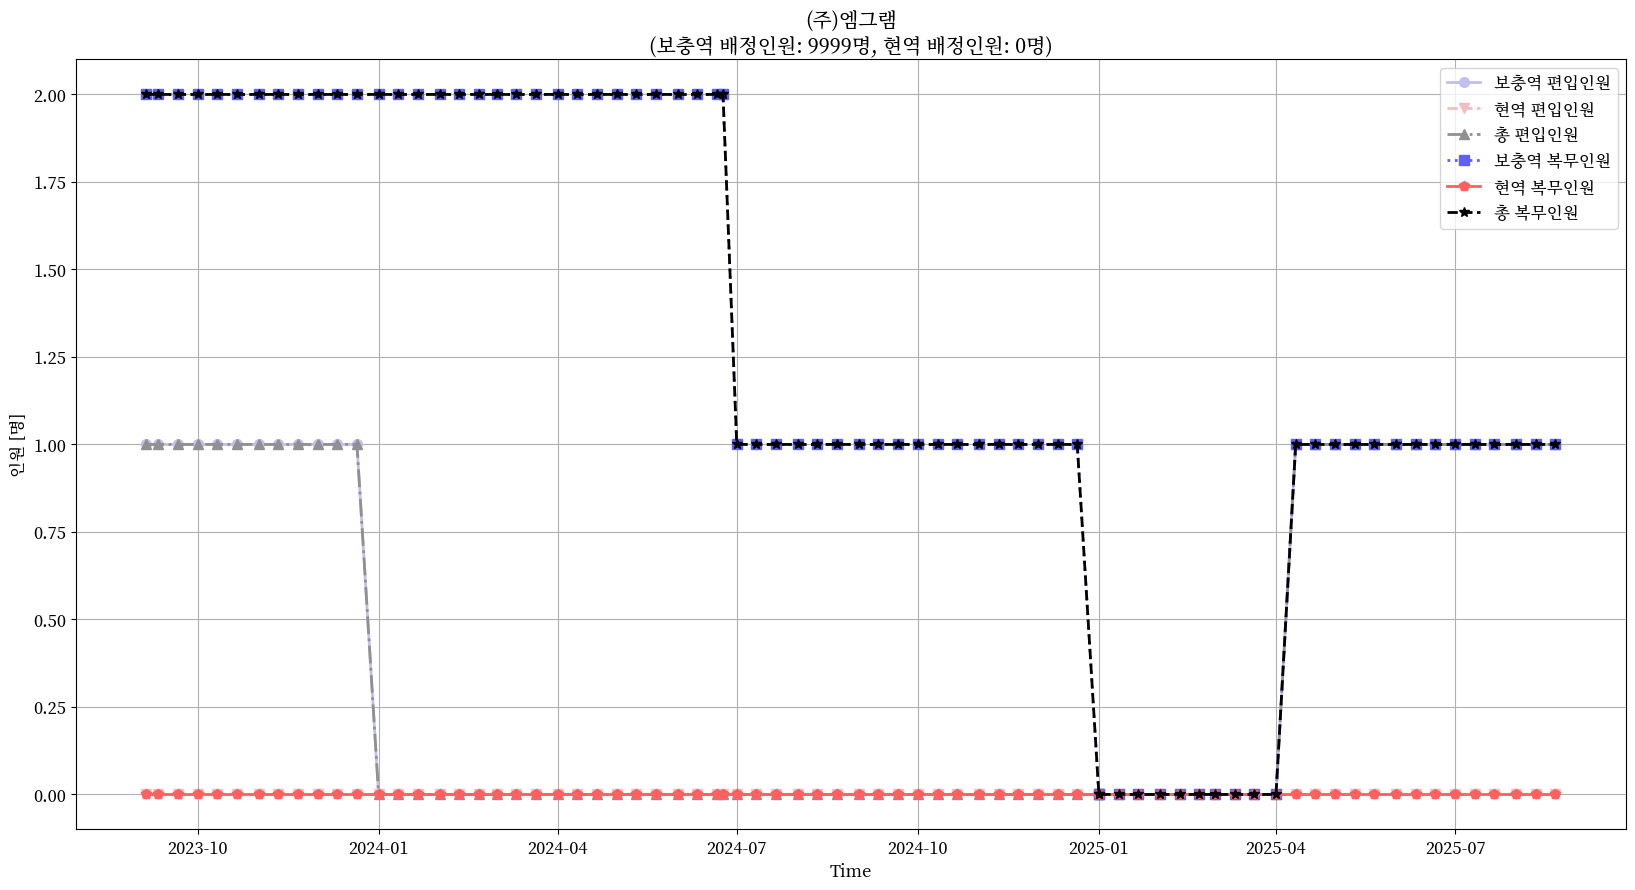 (주)엠그램
(보충역 배정인원: 9999명, 현역 배정인원: 0명)
보충역 편입인원
현역 편입인원
총 편입인원
보충역 복무인원
현역 복무인원
총 복무인원
인원 [명]
2.00
1.75
1.50
1.25
1.00
0.75
0.50
0.25
0.00
2023-10
2024-01
2024-04
2024-07
2024-10
2025-01
2025-04
2025-07
Time